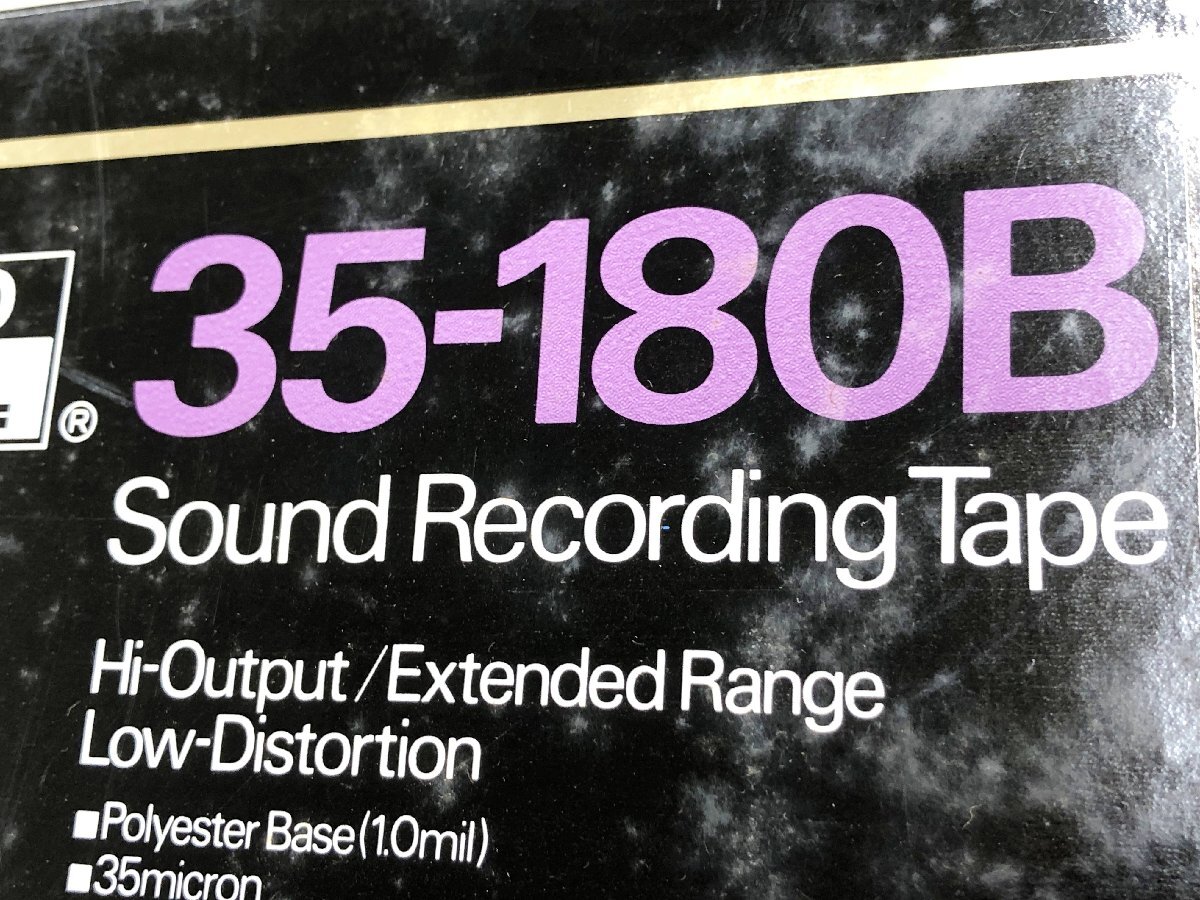 35-180B
®
Sound Recording Tape
Hi-Output/Extended Range
Low-Distortion
■Polyester Base(1.0mil)
■35micron